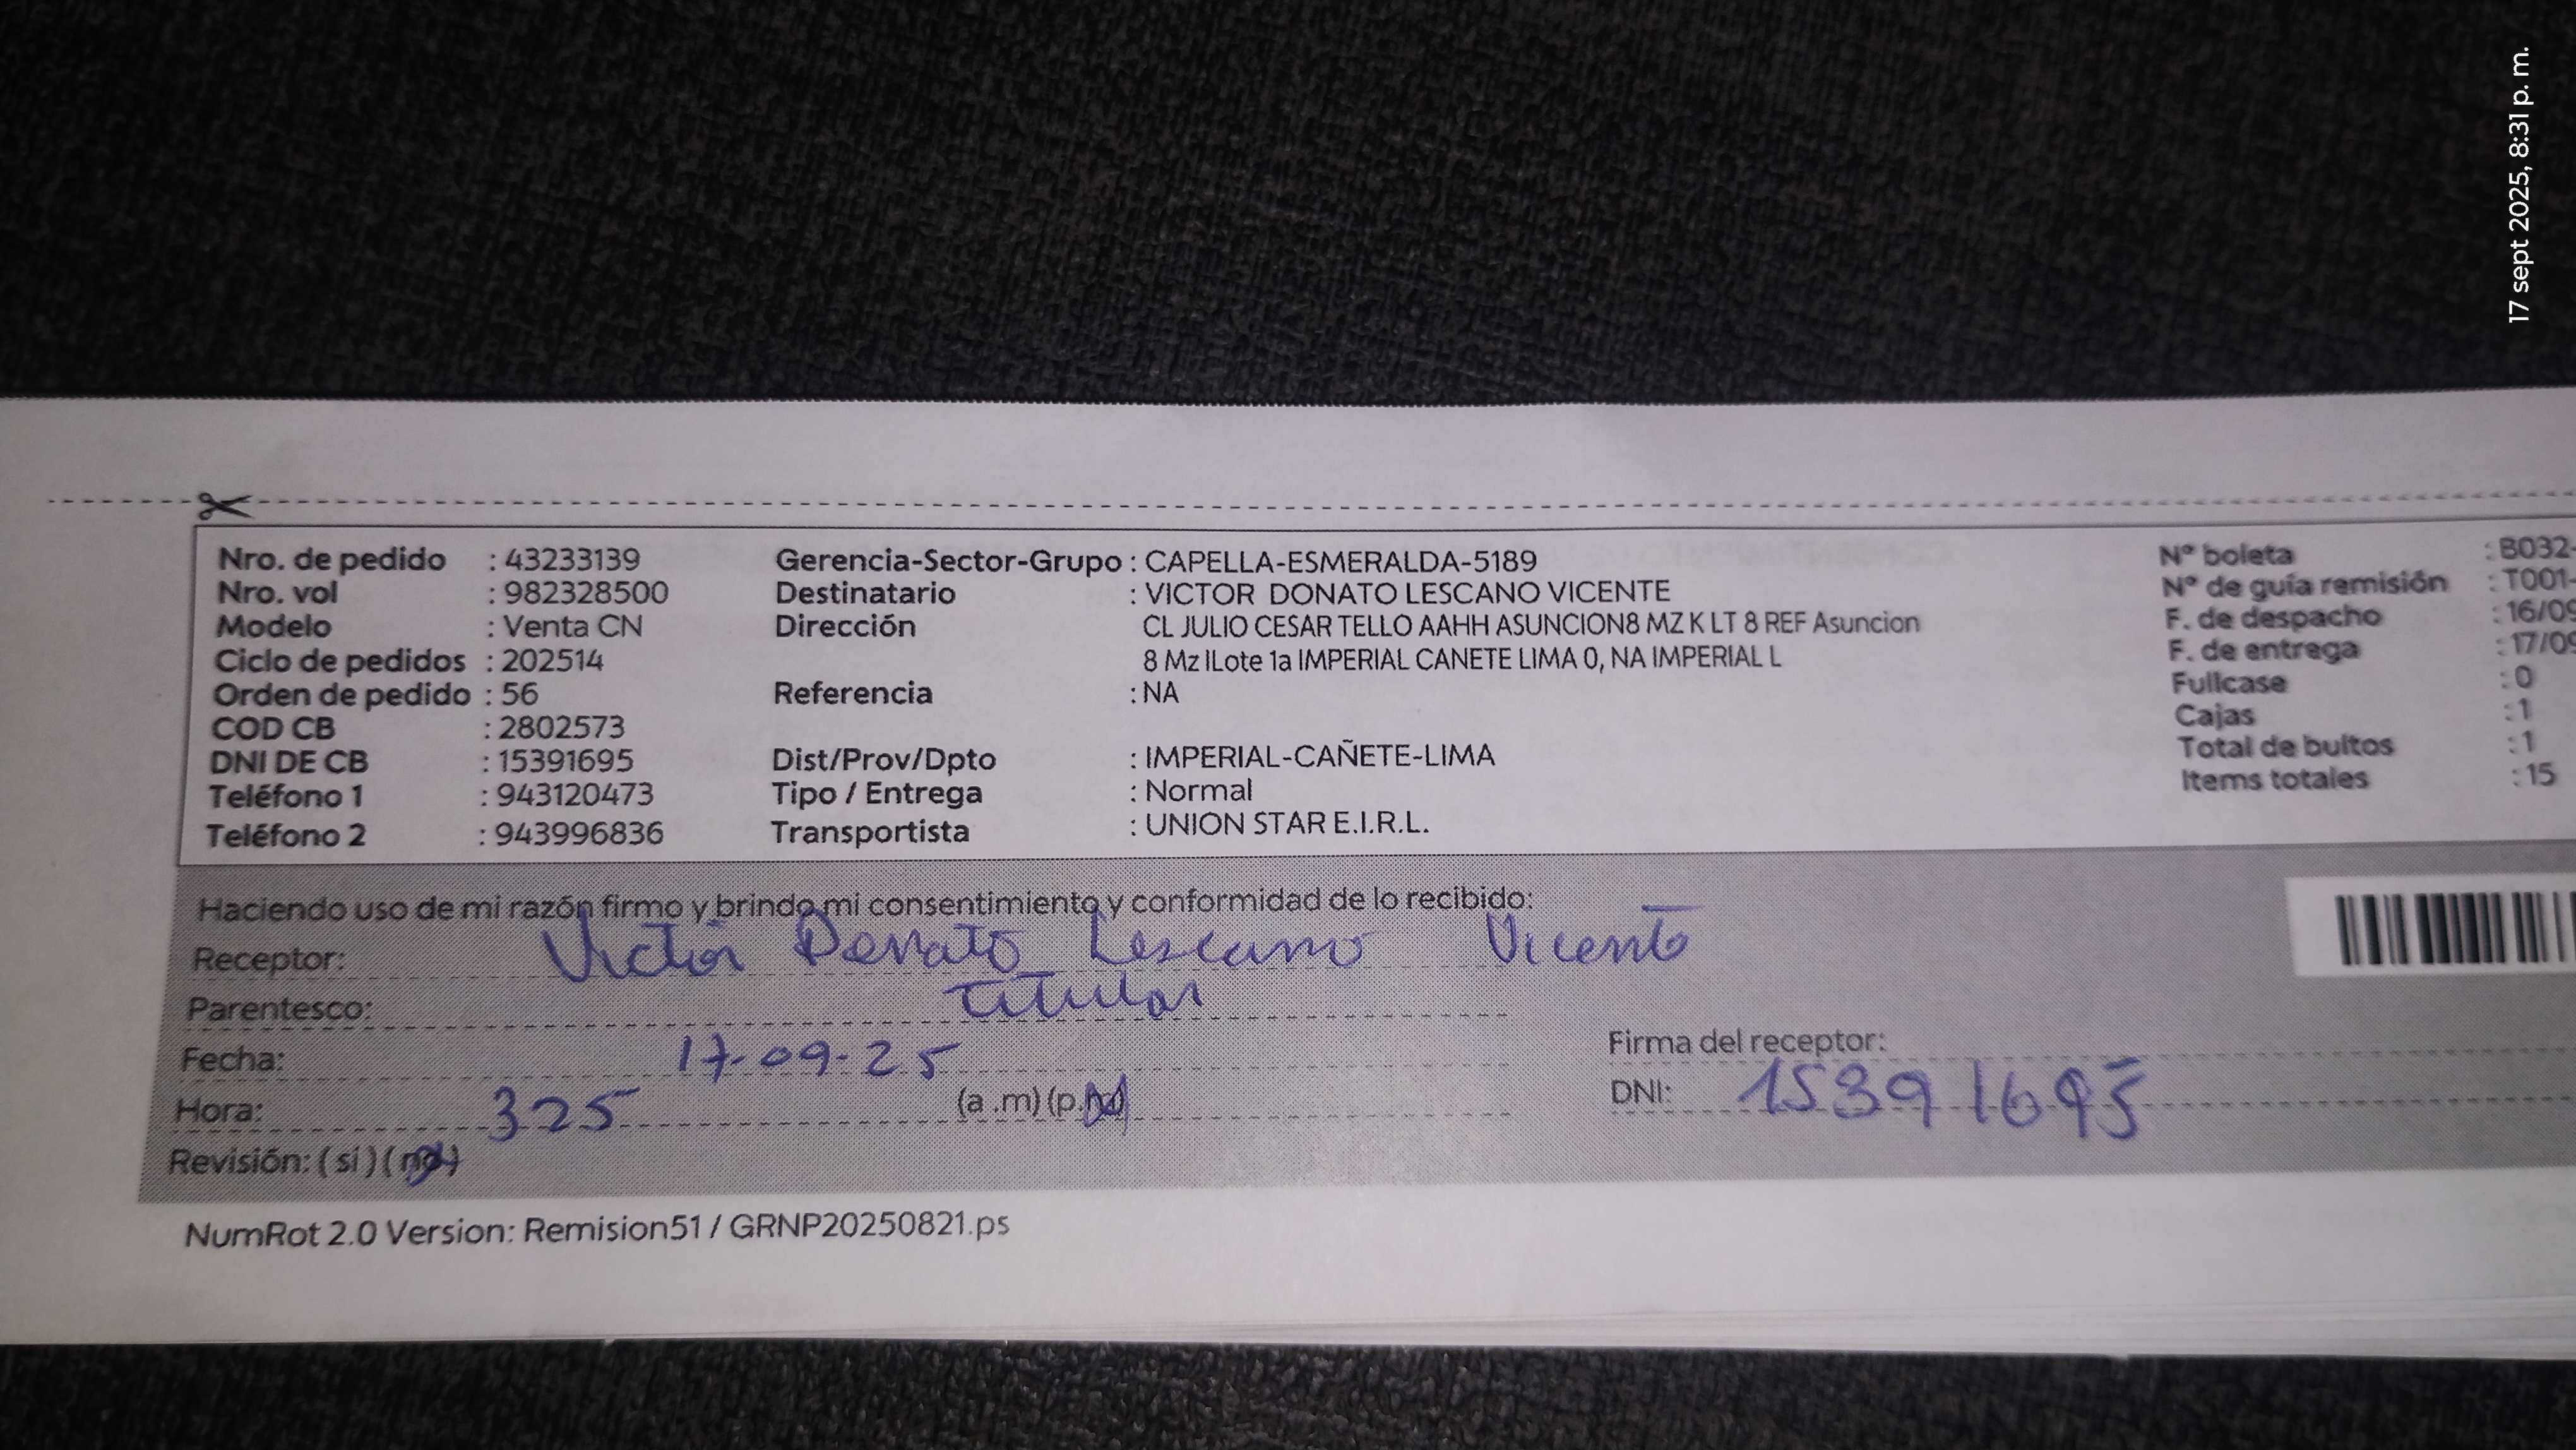 17 sept 2025, 8:31 p. m.
Nro. de pedido : 43233139
Nro. vol : 982328500
Modelo : Venta CN
Ciclo de pedidos : 202514
Orden de pedido : 56
COD CB : 2802573
DNI DE CB : 15391695
Teléfono 1 : 943120473
Teléfono 2 : 943996836
Gerencia-Sector-Grupo : CAPELLA-ESMERALDA-5189
Destinatario : VICTOR DONATO LESCANO VICENTE
Dirección CL JULIO CESAR TELLO AAHH ASUNCION8 MZ K LT 8 REF Asuncion
8 Mz ILote 1a IMPERIAL CANETE LIMA 0, NA IMPERIAL L
Referencia : NA
Dist/Prov/Dpto : IMPERIAL-CAÑETE-LIMA
Tipo / Entrega : Normal
Transportista : UNION STAR E.I.R.L.
Nº boleta : B032-
Nº de guía remisión : T001-
F. de despacho : 16/09
F. de entrega : 17/09
Fullcase : 0
Cajas : 1
Total de bultos : 1
Items totales : 15
Haciendo uso de mi razón firmo y brindo mi consentimiento y conformidad de lo recibido:
Receptor: Victor Donato Lescano Vicente
Parentesco: titular
Fecha: 17-09-25
Hora: 325 (a .m) (p.m)
Revisión: ( si ) ( no )
Firma del receptor:
DNI: 15391695
NumRot 2.0 Version: Remision51 / GRNP20250821.ps